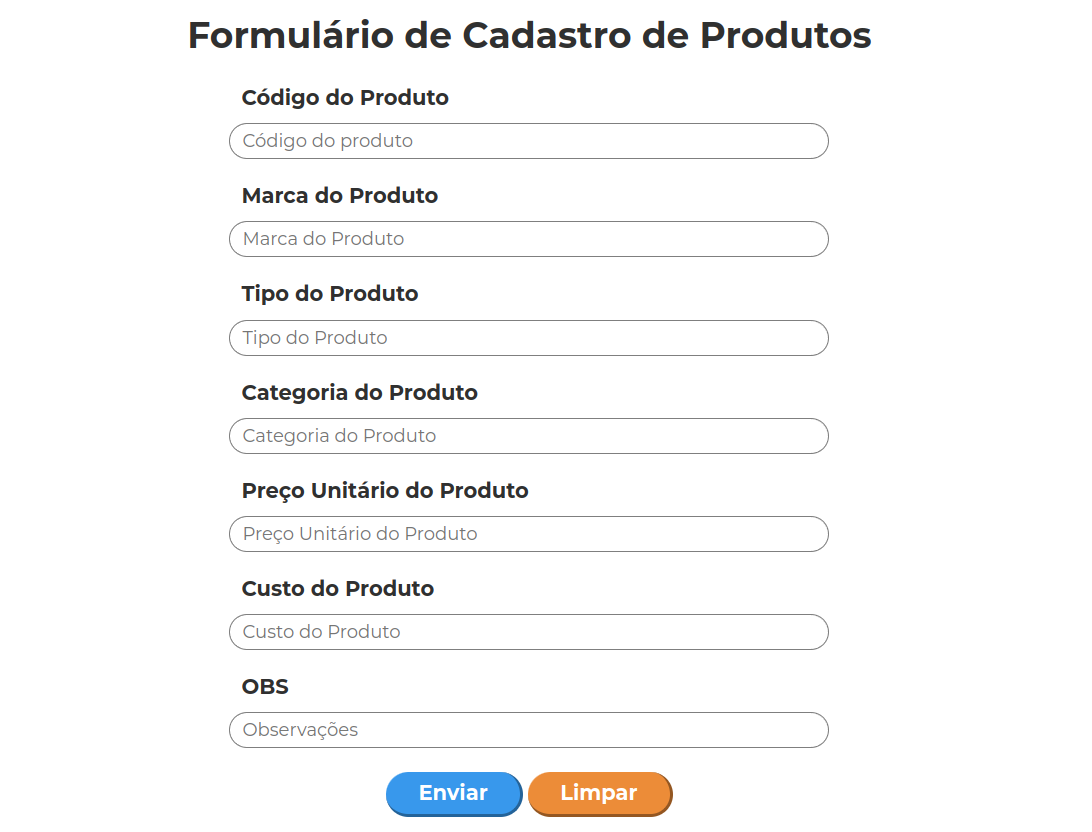 Formulário de Cadastro de Produtos
Código do Produto
Código do produto
Marca do Produto
Marca do Produto
Tipo do Produto
Tipo do Produto
Categoria do Produto
Categoria do Produto
Preço Unitário do Produto
Preço Unitário do Produto
Custo do Produto
Custo do Produto
OBS
Observações
Enviar Limpar